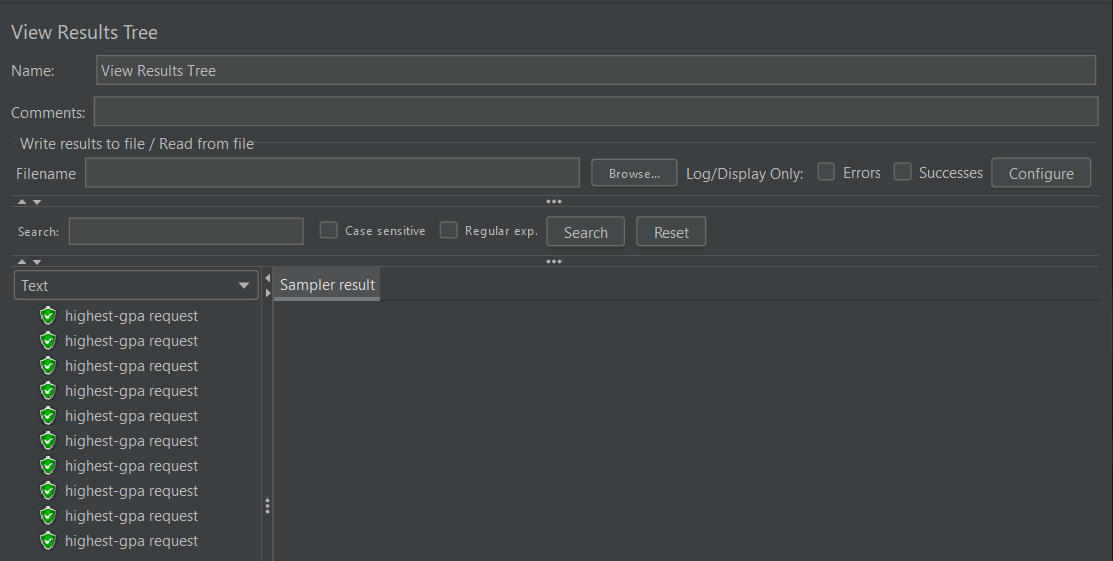 View Results Tree
Name: View Results Tree
Comments:
Write results to file / Read from file
Filename Browse... Log/Display Only: Errors Successes Configure
Search: Case sensitive Regular exp. Search Reset
Text Sampler result
highest-gpa request
highest-gpa request
highest-gpa request
highest-gpa request
highest-gpa request
highest-gpa request
highest-gpa request
highest-gpa request
highest-gpa request
highest-gpa request